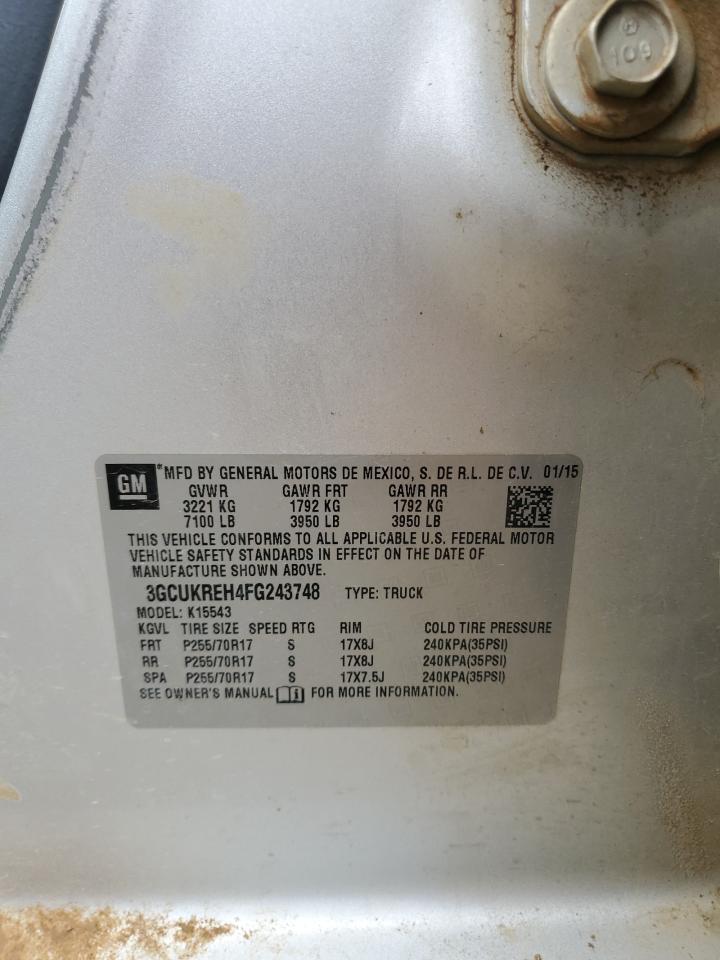 109
GM MFD BY GENERAL MOTORS DE MEXICO, S. DE R.L. DE C.V. 01/15
GVWR GAWR FRT GAWR RR
3221 KG 1792 KG 1792 KG
7100 LB 3950 LB 3950 LB
THIS VEHICLE CONFORMS TO ALL APPLICABLE U.S. FEDERAL MOTOR
VEHICLE SAFETY STANDARDS IN EFFECT ON THE DATE OF
MANUFACTURE SHOWN ABOVE.
3GCUKREH4FG243748 TYPE: TRUCK
MODEL: K15543
KGVL TIRE SIZE SPEED RTG RIM COLD TIRE PRESSURE
FRT P255/70R17 S 17X8J 240KPA(35PSI)
RR P255/70R17 S 17X8J 240KPA(35PSI)
SPA P255/70R17 S 17X7.5J 240KPA(35PSI)
SEE OWNER'S MANUAL FOR MORE INFORMATION.